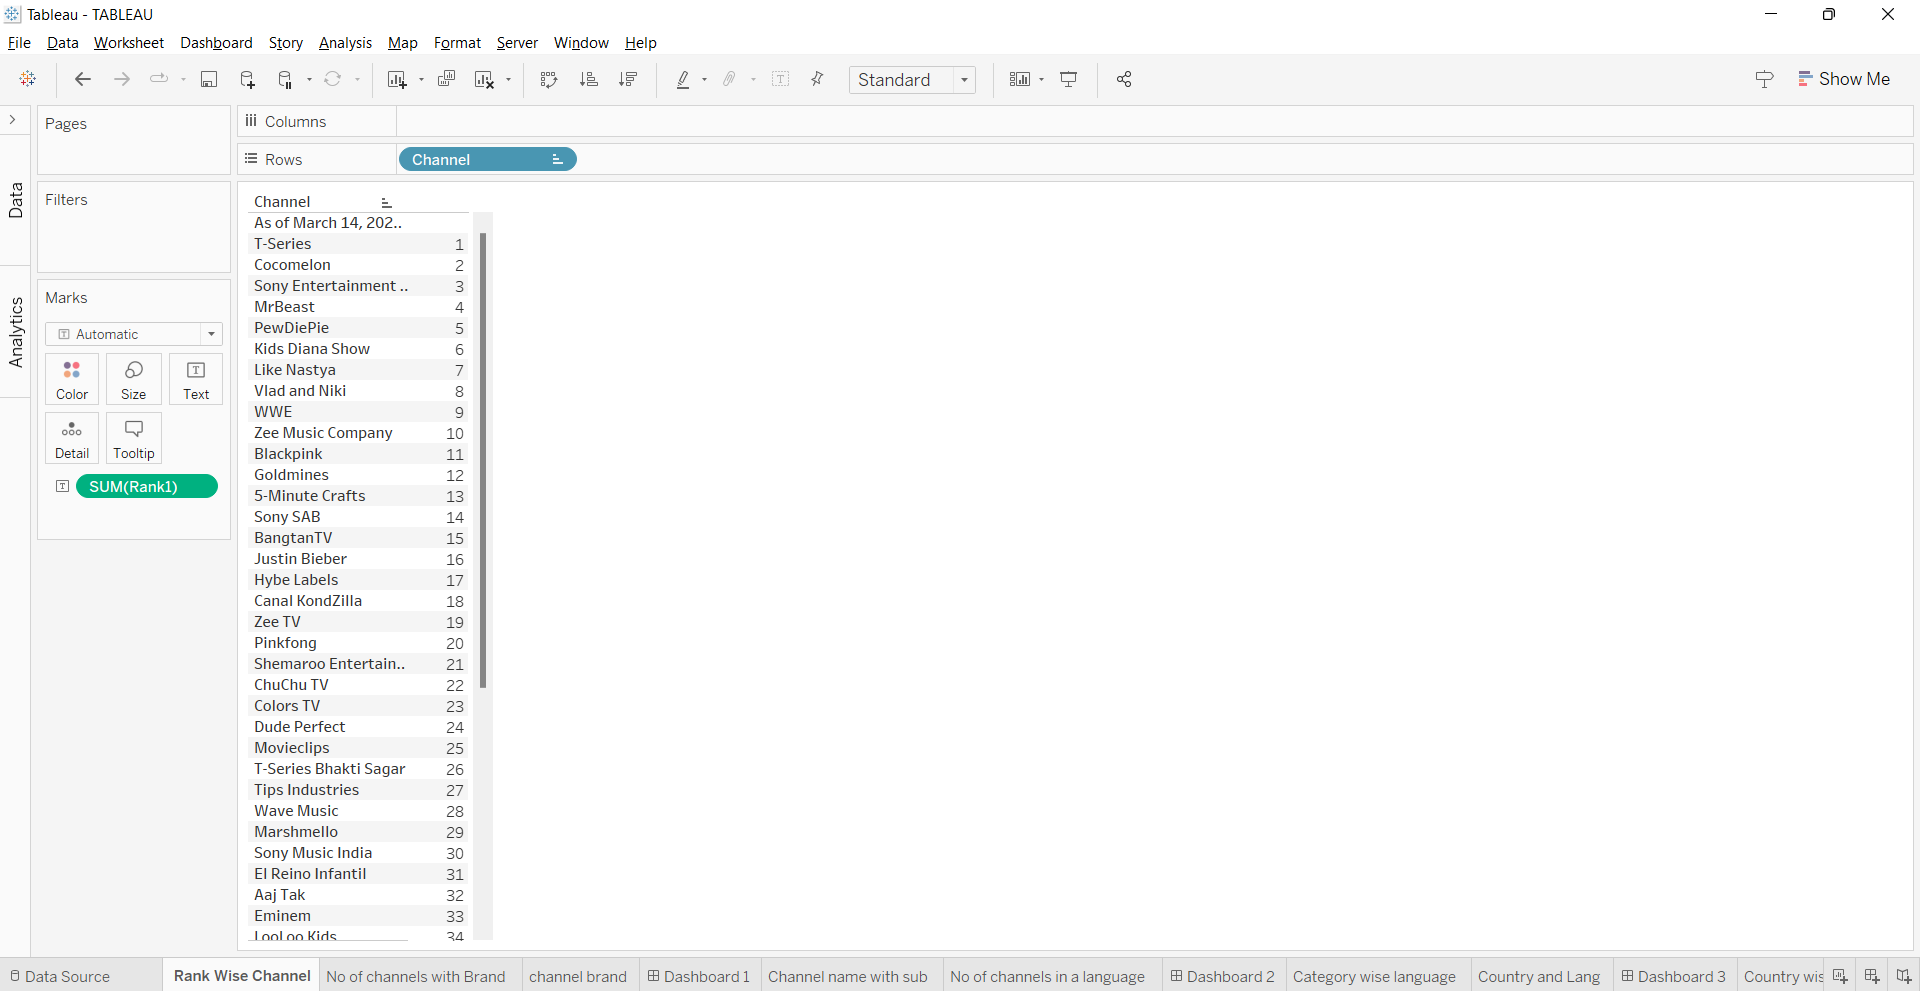 Tableau - TABLEAU
File Data Worksheet Dashboard Story Analysis Map Format Server Window Help
Standard
Show Me
Data
Analytics
Pages
Filters
Marks
T Automatic
Color Size T Text
Detail Tooltip
T SUM(Rank1)
Columns
Rows Channel
Channel
As of March 14, 202..
T-Series 1
Cocomelon 2
Sony Entertainment .. 3
MrBeast 4
PewDiePie 5
Kids Diana Show 6
Like Nastya 7
Vlad and Niki 8
WWE 9
Zee Music Company 10
Blackpink 11
Goldmines 12
5-Minute Crafts 13
Sony SAB 14
BangtanTV 15
Justin Bieber 16
Hybe Labels 17
Canal KondZilla 18
Zee TV 19
Pinkfong 20
Shemaroo Entertain.. 21
ChuChu TV 22
Colors TV 23
Dude Perfect 24
Movieclips 25
T-Series Bhakti Sagar 26
Tips Industries 27
Wave Music 28
Marshmello 29
Sony Music India 30
El Reino Infantil 31
Aaj Tak 32
Eminem 33
LooLoo Kids 34
Data Source Rank Wise Channel No of channels with Brand channel brand Dashboard 1 Channel name with sub No of channels in a language Dashboard 2 Category wise language Country and Lang Dashboard 3 Country wis